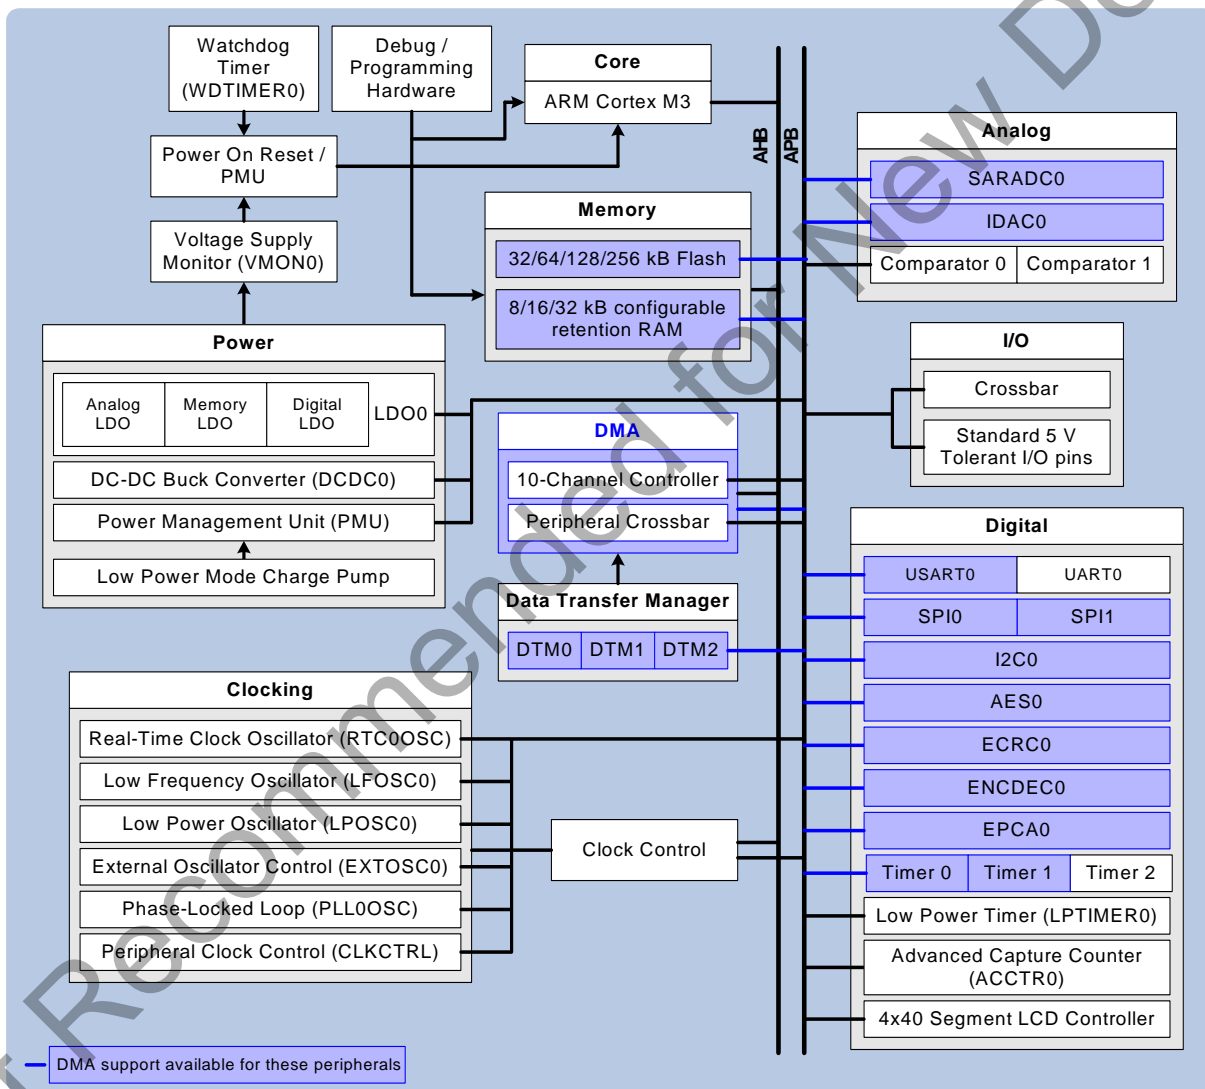 Watchdog
Timer
(WDTIMER0)
Debug /
Programming
Hardware
Core
ARM Cortex M3
Power On Reset /
PMU
Voltage Supply
Monitor (VMON0)
AHB
APB
Memory
32/64/128/256 kB Flash
8/16/32 kB configurable
retention RAM
Analog
SARADC0
IDAC0
Comparator 0 Comparator 1
Power
Analog
LDO
Memory
LDO
Digital
LDO
LDO0
DC-DC Buck Converter (DCDC0)
Power Management Unit (PMU)
Low Power Mode Charge Pump
DMA
10-Channel Controller
Peripheral Crossbar
Data Transfer Manager
DTM0 DTM1 DTM2
I/O
Crossbar
Standard 5 V
Tolerant I/O pins
Clocking
Real-Time Clock Oscillator (RTC0OSC)
Low Frequency Oscillator (LFOSC0)
Low Power Oscillator (LPOSC0)
External Oscillator Control (EXTOSC0)
Phase-Locked Loop (PLL0OSC)
Peripheral Clock Control (CLKCTRL)
Clock Control
Digital
USART0 UART0
SPI0 SPI1
I2C0
AES0
ECRC0
ENCDEC0
EPCA0
Timer 0 Timer 1 Timer 2
Low Power Timer (LPTIMER0)
Advanced Capture Counter
(ACCTR0)
4x40 Segment LCD Controller
DMA support available for these peripherals
Recommended for New